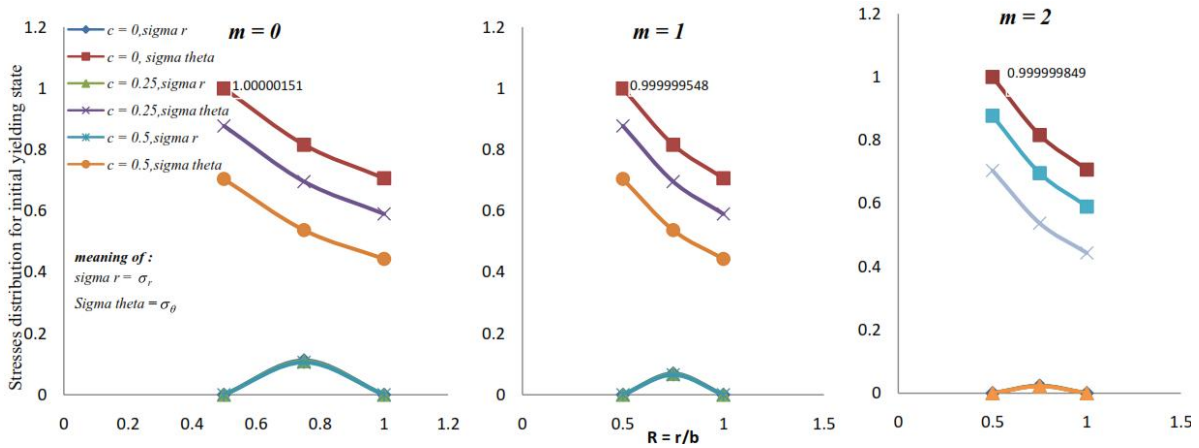 Stresses distribution for initial yielding state
m = 0
1.2
1
0.8
0.6
0.4
0.2
0
c = 0,sigma r
c = 0, sigma theta
c = 0.25,sigma r
c = 0.25,sigma theta
c = 0.5,sigma r
c = 0.5,sigma theta
1.00000151
meaning of :
sigma r = σr
Sigma theta = σθ
0 0.2 0.4 0.6 0.8 1 1.2
m = 1
1.2
1
0.8
0.6
0.4
0.2
0
0.999999548
0 0.5 1 1.5
R = r/b
m = 2
1.2
1
0.8
0.6
0.4
0.2
0
0.999999849
0 0.5 1 1.5